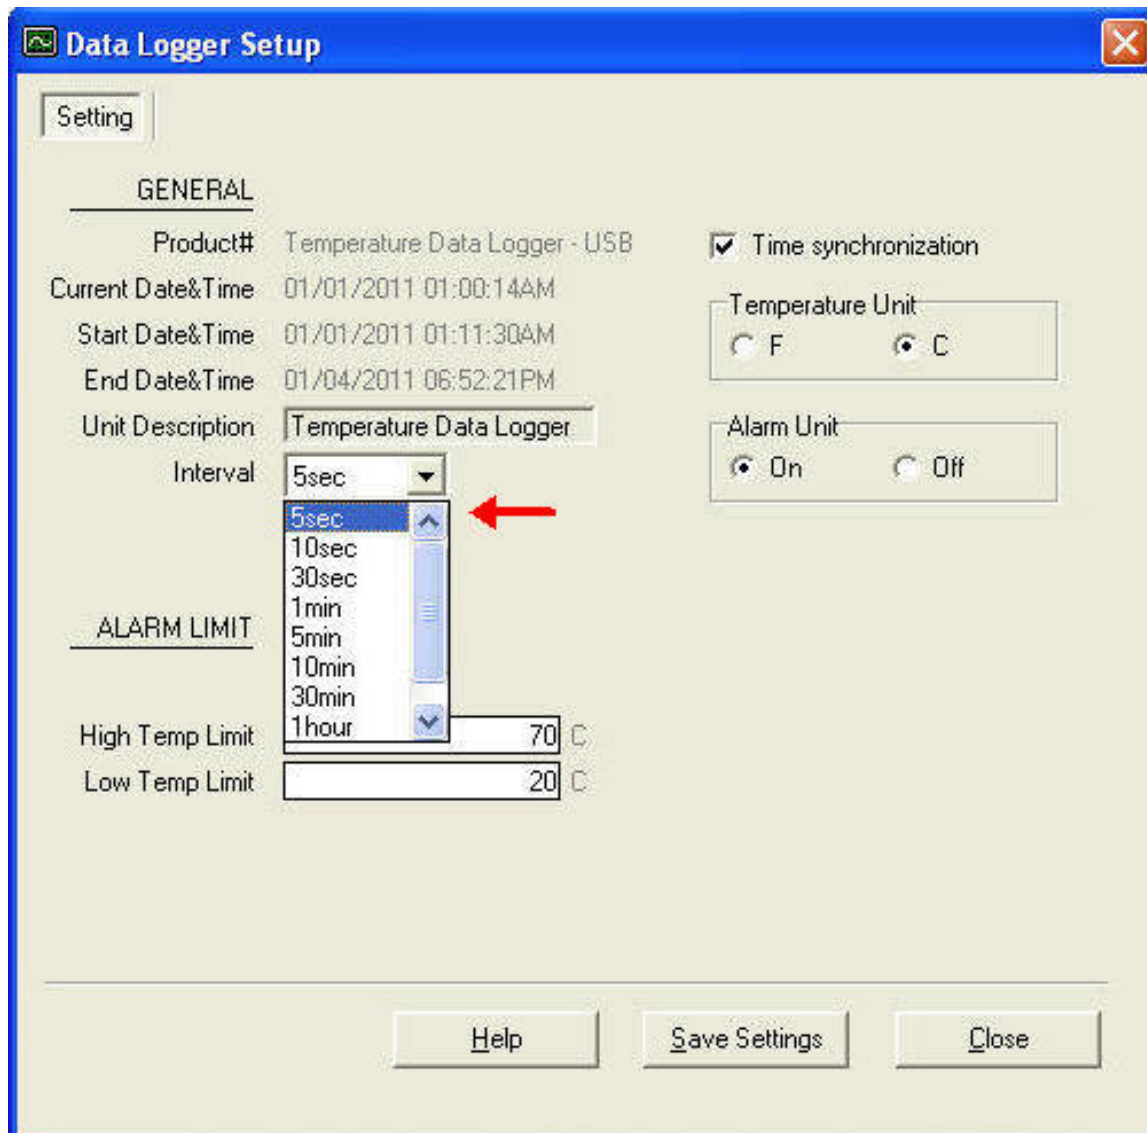 Data Logger Setup
Setting
GENERAL
Product# Temperature Data Logger - USB
Current Date&Time 01/01/2011 01:00:14AM
Start Date&Time 01/01/2011 01:11:30AM
End Date&Time 01/04/2011 06:52:21PM
Unit Description Temperature Data Logger
Interval 5sec
5sec
10sec
30sec
1min
5min
10min
30min
1hour
ALARM LIMIT
High Temp Limit 70 C
Low Temp Limit 20 C
Time synchronization
Temperature Unit
F C
Alarm Unit
On Off
Help Save Settings Close